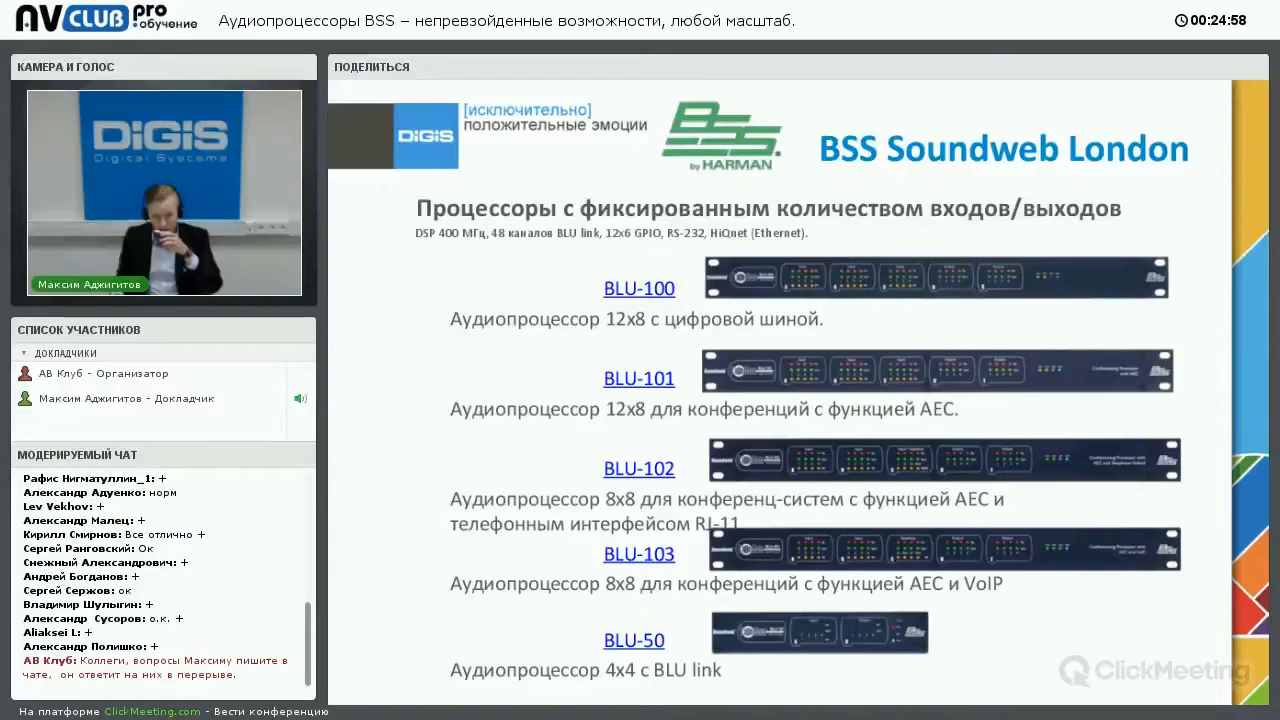 AV CLUB pro .:обучение
Аудиопроцессоры BSS – непревзойденные возможности, любой масштаб.
00:24:58
КАМЕРА И ГОЛОС
DiGiS
Digital Systems
Максим Аджигитов
СПИСОК УЧАСТНИКОВ
ДОКЛАДЧИКИ
АВ Клуб - Организатор
Максим Аджигитов - Докладчик
МОДЕРИРУЕМЫЙ ЧАТ
Рафис Нигматуллин_1: +
Александр Адуенко: норм
Lev Vekhov: +
Александр Малец: +
Кирилл Смирнов: Все отлично +
Сергей Ранговский: Ок
Снежный Александрович: +
Андрей Богданов: +
Сергей Сержов: ок
Владимир Шулыгин: +
Александр Сусоров: о.к. +
Aliaksei L: +
Александр Полишко: +
АВ Клуб: Коллеги, вопросы Максиму пишите в
чате, он ответит на них в перерыве.
На платформе ClickMeeting.com - Вести конференцию
ПОДЕЛИТЬСЯ
DiGiS
[исключительно]
положительные эмоции
BSS
by HARMAN
BSS Soundweb London
Процессоры с фиксированным количеством входов/выходов
DSP 400 МГц, 48 каналов BLU link, 12x6 GPIO, RS-232, HiQnet (Ethernet).
BLU-100
Аудиопроцессор 12x8 с цифровой шиной.
BLU-101
Аудиопроцессор 12x8 для конференций с функцией AEC.
BLU-102
Аудиопроцессор 8x8 для конференц-систем с функцией AEC и
телефонным интерфейсом RJ-11
BLU-103
Аудиопроцессор 8x8 для конференций с функцией AEC и VoIP
BLU-50
Аудиопроцессор 4x4 с BLU link
ClickMeeting